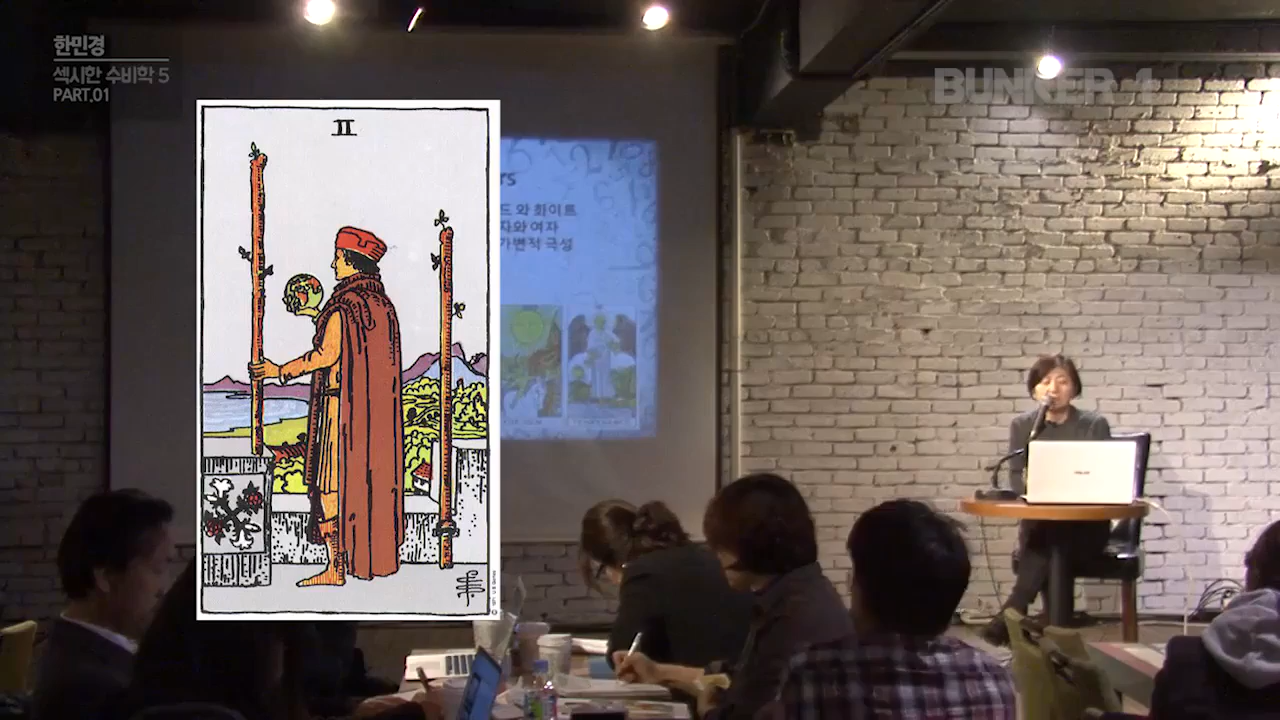 한민경
섹시한 수비학 5
PART.01
BUNKER 1
II
드 와 화이트
자와 여자
가변적 극성
ASUS